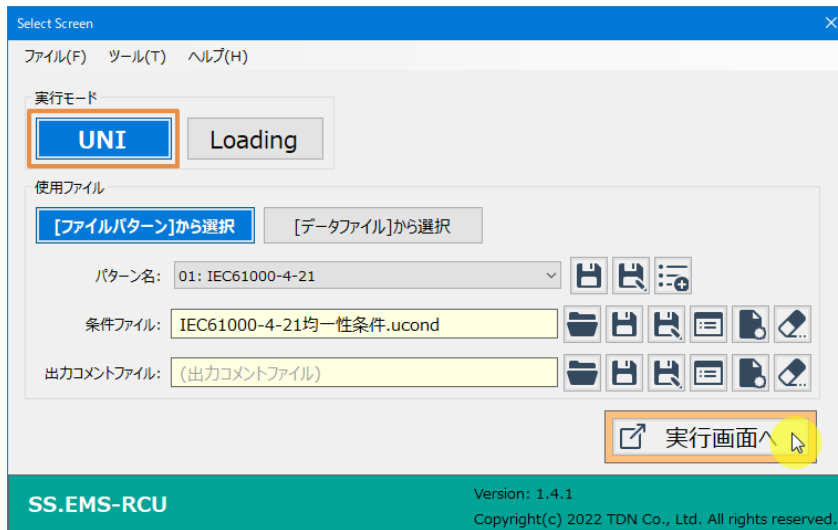 Select Screen
ファイル(F) ツール(T) ヘルプ(H)
実行モード
UNI Loading
使用ファイル
[ファイルパターン]から選択 [データファイル]から選択
パターン名: 01: IEC61000-4-21
条件ファイル: IEC61000-4-21均一性条件.ucond
出力コメントファイル: (出力コメントファイル)
実行画面へ
SS.EMS-RCU
Version: 1.4.1
Copyright(c) 2022 TDN Co., Ltd. All rights reserved.